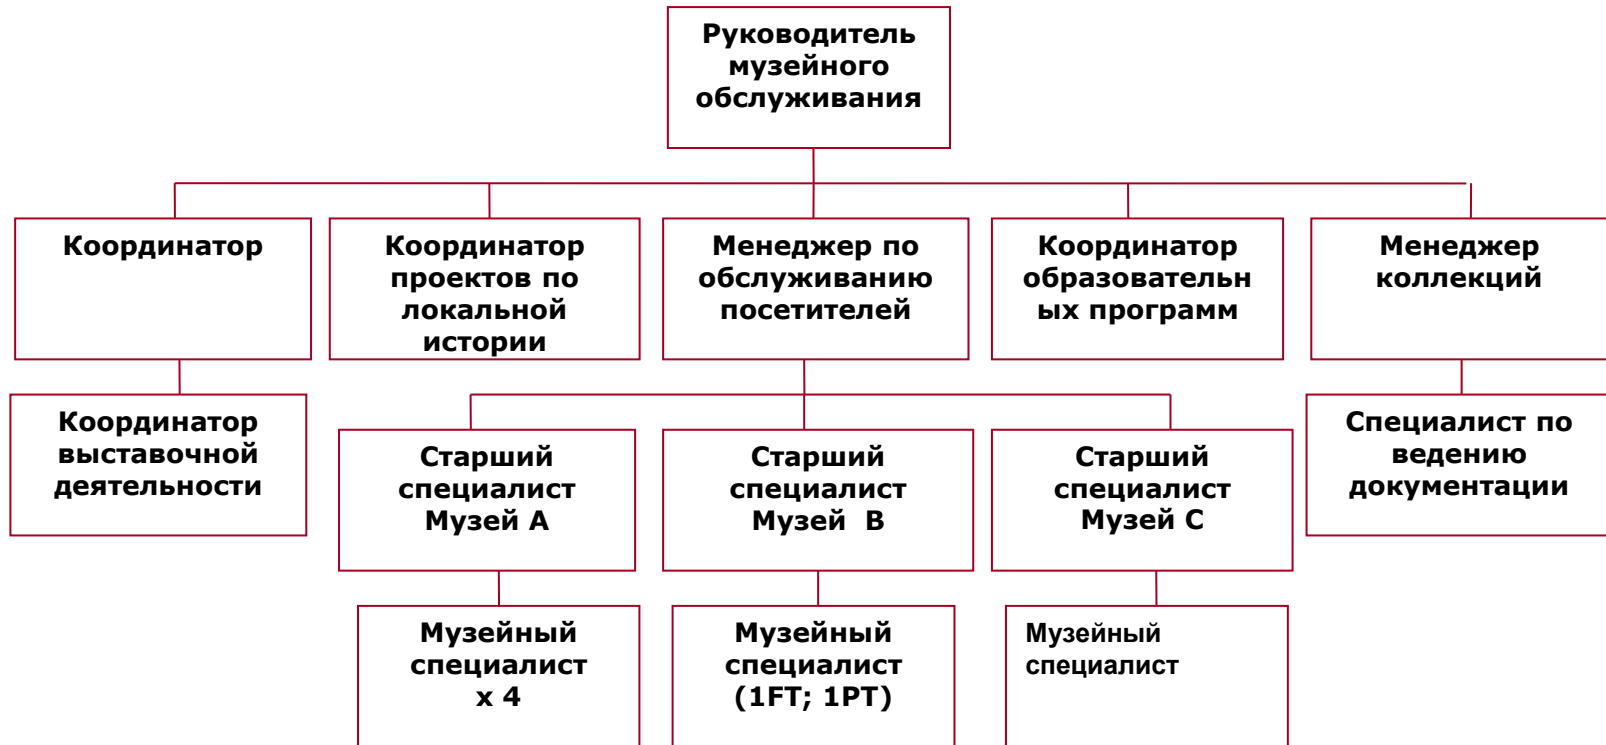 Руководитель
музейного
обслуживания
Координатор
Координатор
проектов по
локальной
истории
Менеджер по
обслуживанию
посетителей
Координатор
образовательн
ых программ
Менеджер
коллекций
Координатор
выставочной
деятельности
Старший
специалист
Музей А
Старший
специалист
Музей В
Старший
специалист
Музей С
Специалист по
ведению
документации
Музейный
специалист
х 4
Музейный
специалист
(1FT; 1PT)
Музейный
специалист